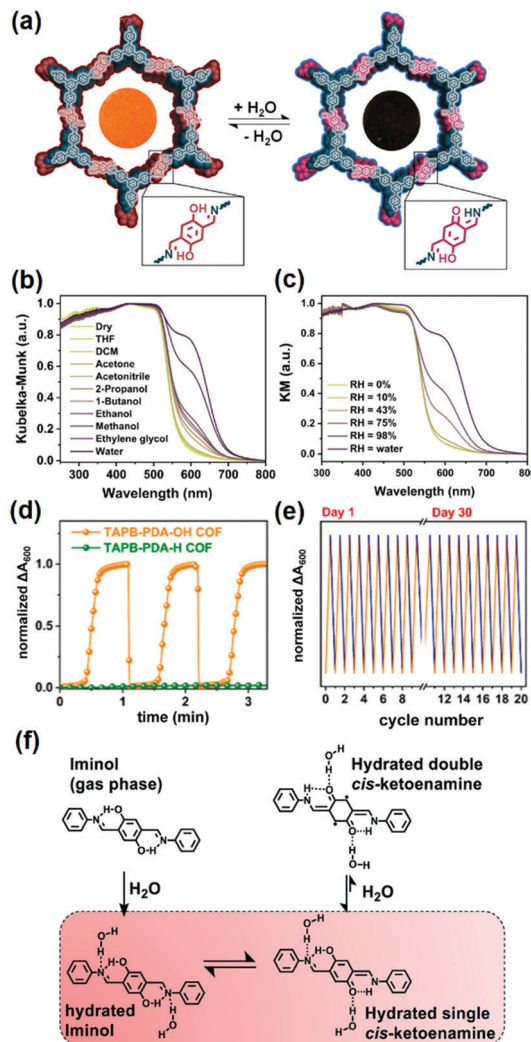 (a)
+ H₂O
- H₂O
OH
N
HO
N
O
HN
N
HO
(b)
Kubelka-Munk (a.u.)
1.0
0.8
0.6
0.4
0.2
0.0
Dry
THF
DCM
Acetone
Acetonitrile
2-Propanol
1-Butanol
Ethanol
Methanol
Ethylene glycol
Water
300 400 500 600 700 800
Wavelength (nm)
(c)
KM (a.u.)
1.0
0.8
0.6
0.4
0.2
0.0
RH = 0%
RH = 10%
RH = 43%
RH = 75%
RH = 98%
RH = water
300 400 500 600 700 800
Wavelength (nm)
(d)
normalized ΔA₆₀₀
1.0
0.5
0.0
TAPB-PDA-OH COF
TAPB-PDA-H COF
0 1 2 3
time (min)
(e)
normalized ΔA₆₀₀
Day 1 Day 30
0 2 4 6 8 12 14 16 18 20
cycle number
(f)
Iminol
(gas phase)
H-O
N
N
O-H
H₂O
Hydrated double
cis-ketoenamine
O-H
H
H
N
O
O
H
N
H
O-H
H₂O
O-H
H
H-O
N
N
O-H
H
O-H
hydrated
Iminol
O-H
H
H-O
N
N
O
H
H
O-H
Hydrated single
cis-ketoenamine